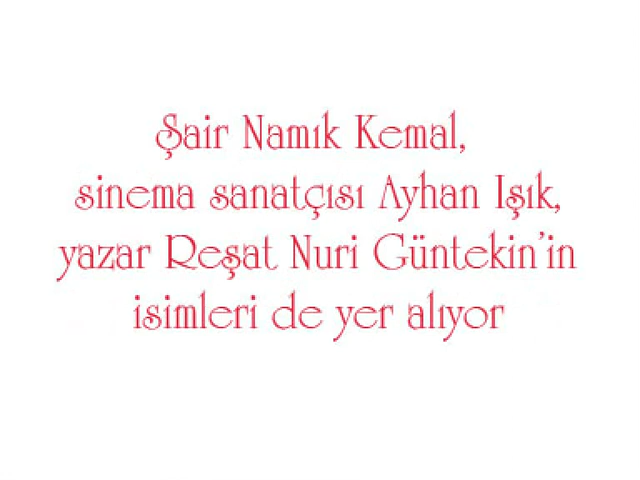 Şair Namık Kemal,
sinema sanatçısı Ayhan Işık,
yazar Reşat Nuri Güntekin'in
isimleri de yer alıyor